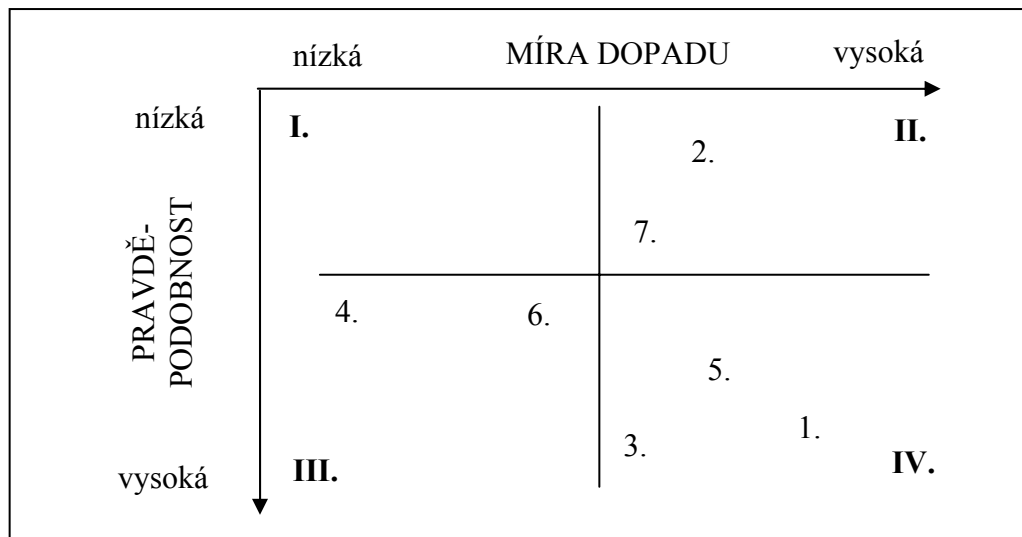 nízká MÍRA DOPADU vysoká
nízká
I. II.
2.
7.
PRAVDĚ-
PODOBNOST
4. 6.
5.
3. 1.
vysoká III. IV.